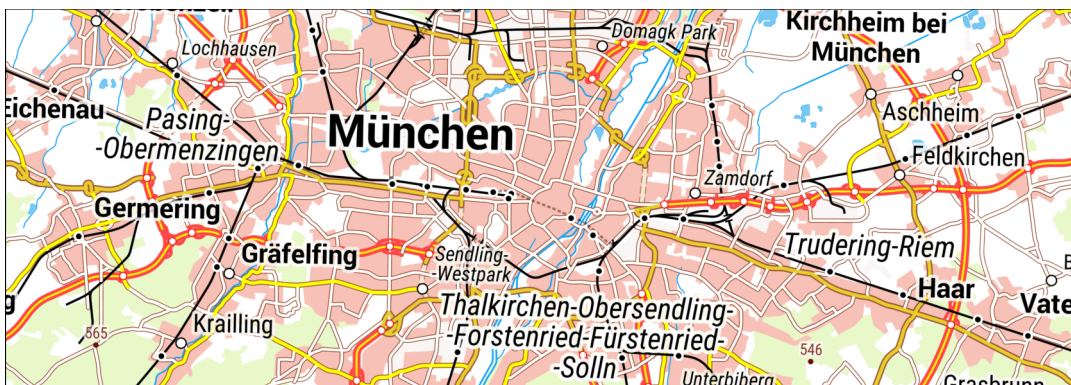 Lochhausen
Domagk Park
Kirchheim bei
München
Eichenau
Pasing-
-Obermenzingen
München
Aschheim
Feldkirchen
Zamdorf
Germering
Gräfelfing
Sendling-
-Westpark
Trudering-Riem
Haar
Thalkirchen-Obersendling-
-Forstenried-Fürstenried-
-Solln
Krailling
565
546
Unterbiberg